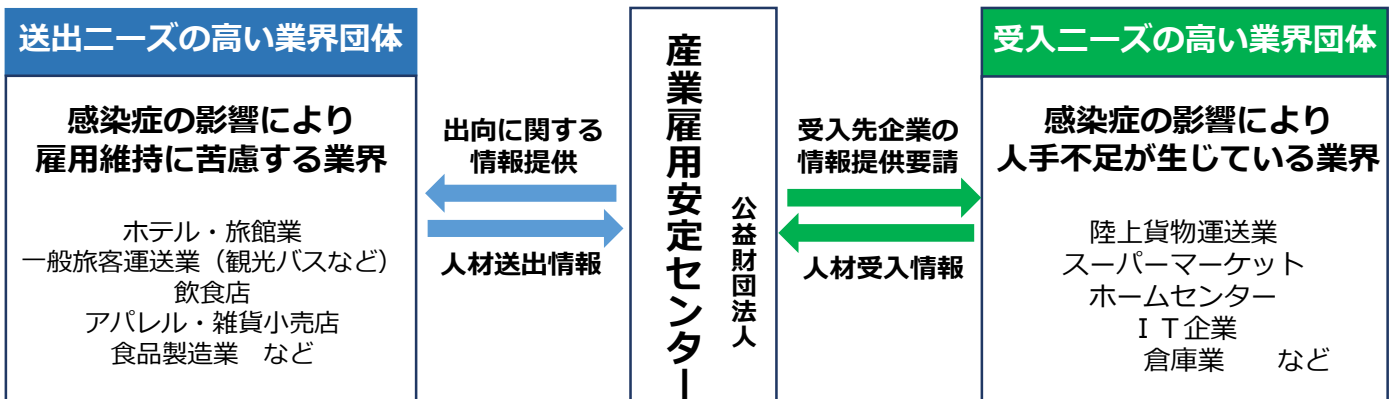 送出ニーズの高い業界団体
感染症の影響により
雇用維持に苦慮する業界
ホテル・旅館業
一般旅客運送業（観光バスなど）
飲食店
アパレル・雑貨小売店
食品製造業　など
出向に関する
情報提供
人材送出情報
公益財団法人
産業雇用安定センター
受入先企業の
情報提供要請
人材受入情報
受入ニーズの高い業界団体
感染症の影響により
人手不足が生じている業界
陸上貨物運送業
スーパーマーケット
ホームセンター
ＩＴ企業
倉庫業　　など